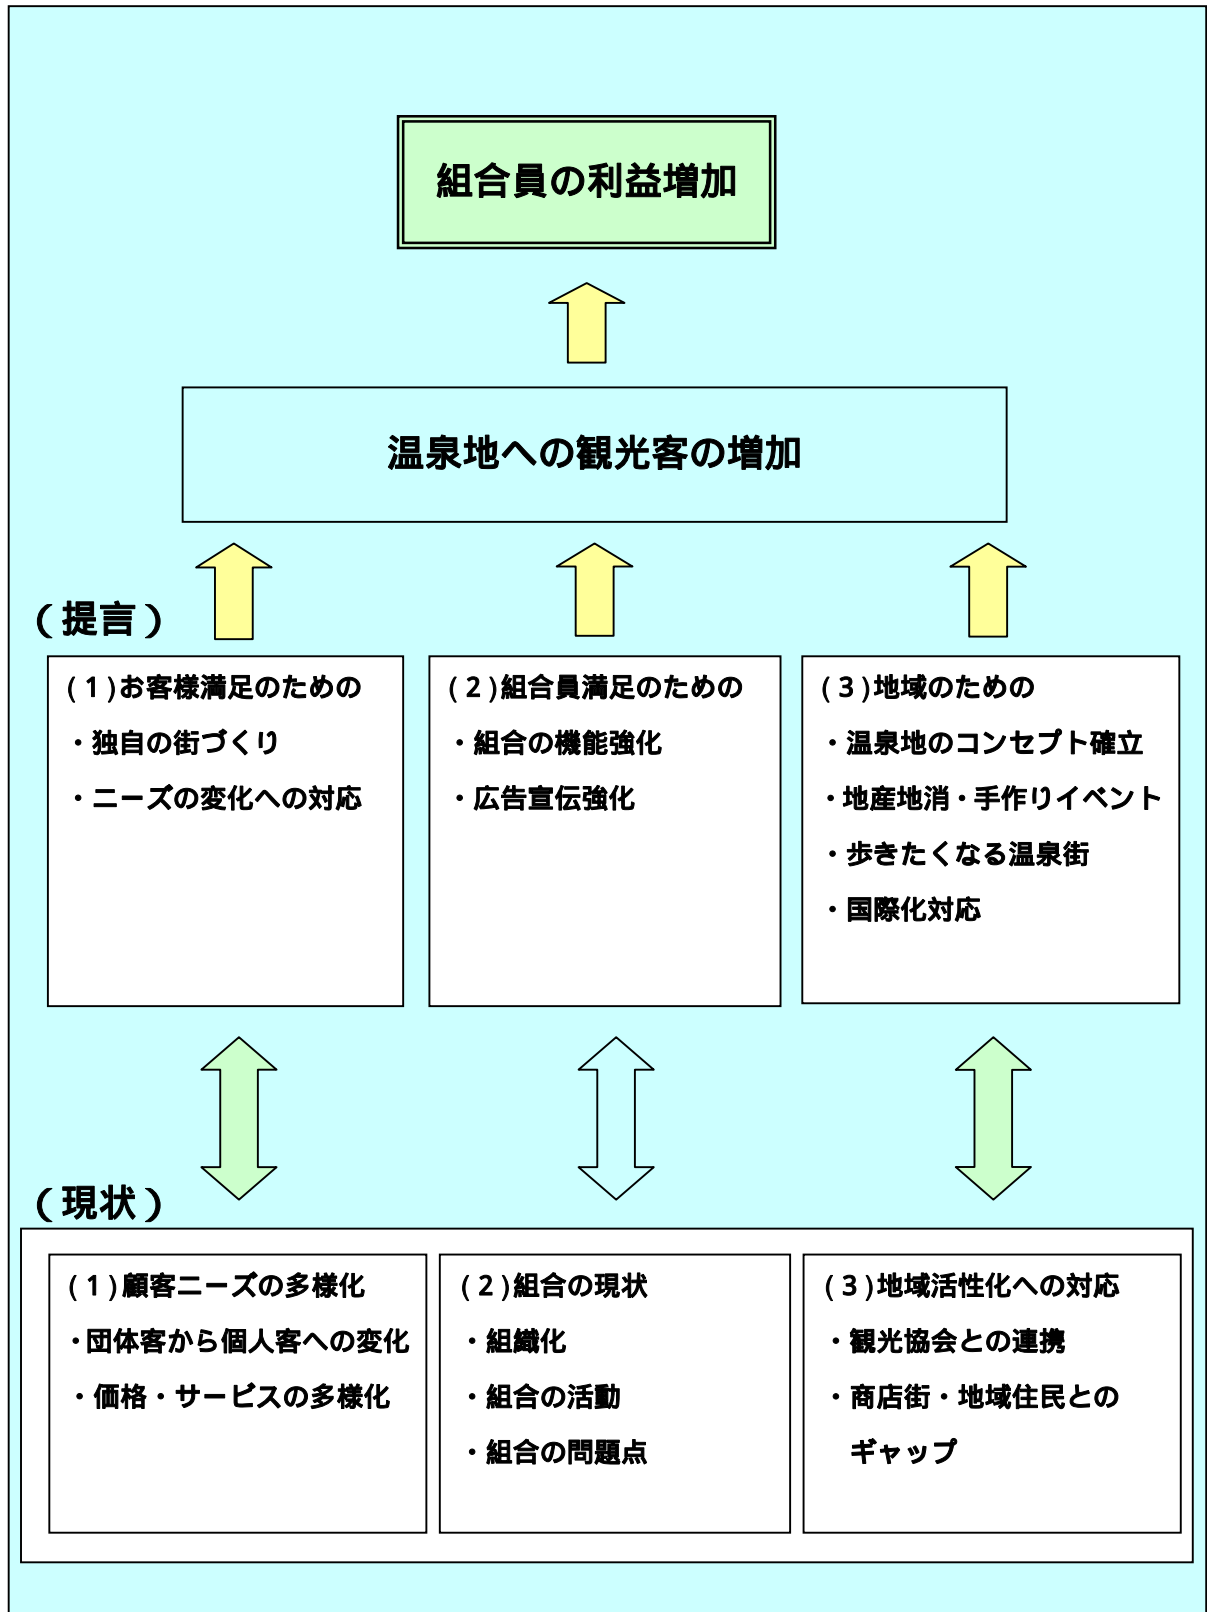 組合員の利益増加
温泉地への観光客の増加
（提言）
(1)お客様満足のための
・独自の街づくり
・ニーズの変化への対応
(2)組合員満足のための
・組合の機能強化
・広告宣伝強化
(3)地域のための
・温泉地のコンセプト確立
・地産地消・手作りイベント
・歩きたくなる温泉街
・国際化対応
（現状）
(1)顧客ニーズの多様化
・団体客から個人客への変化
・価格・サービスの多様化
(2)組合の現状
・組織化
・組合の活動
・組合の問題点
(3)地域活性化への対応
・観光協会との連携
・商店街・地域住民との
ギャップ